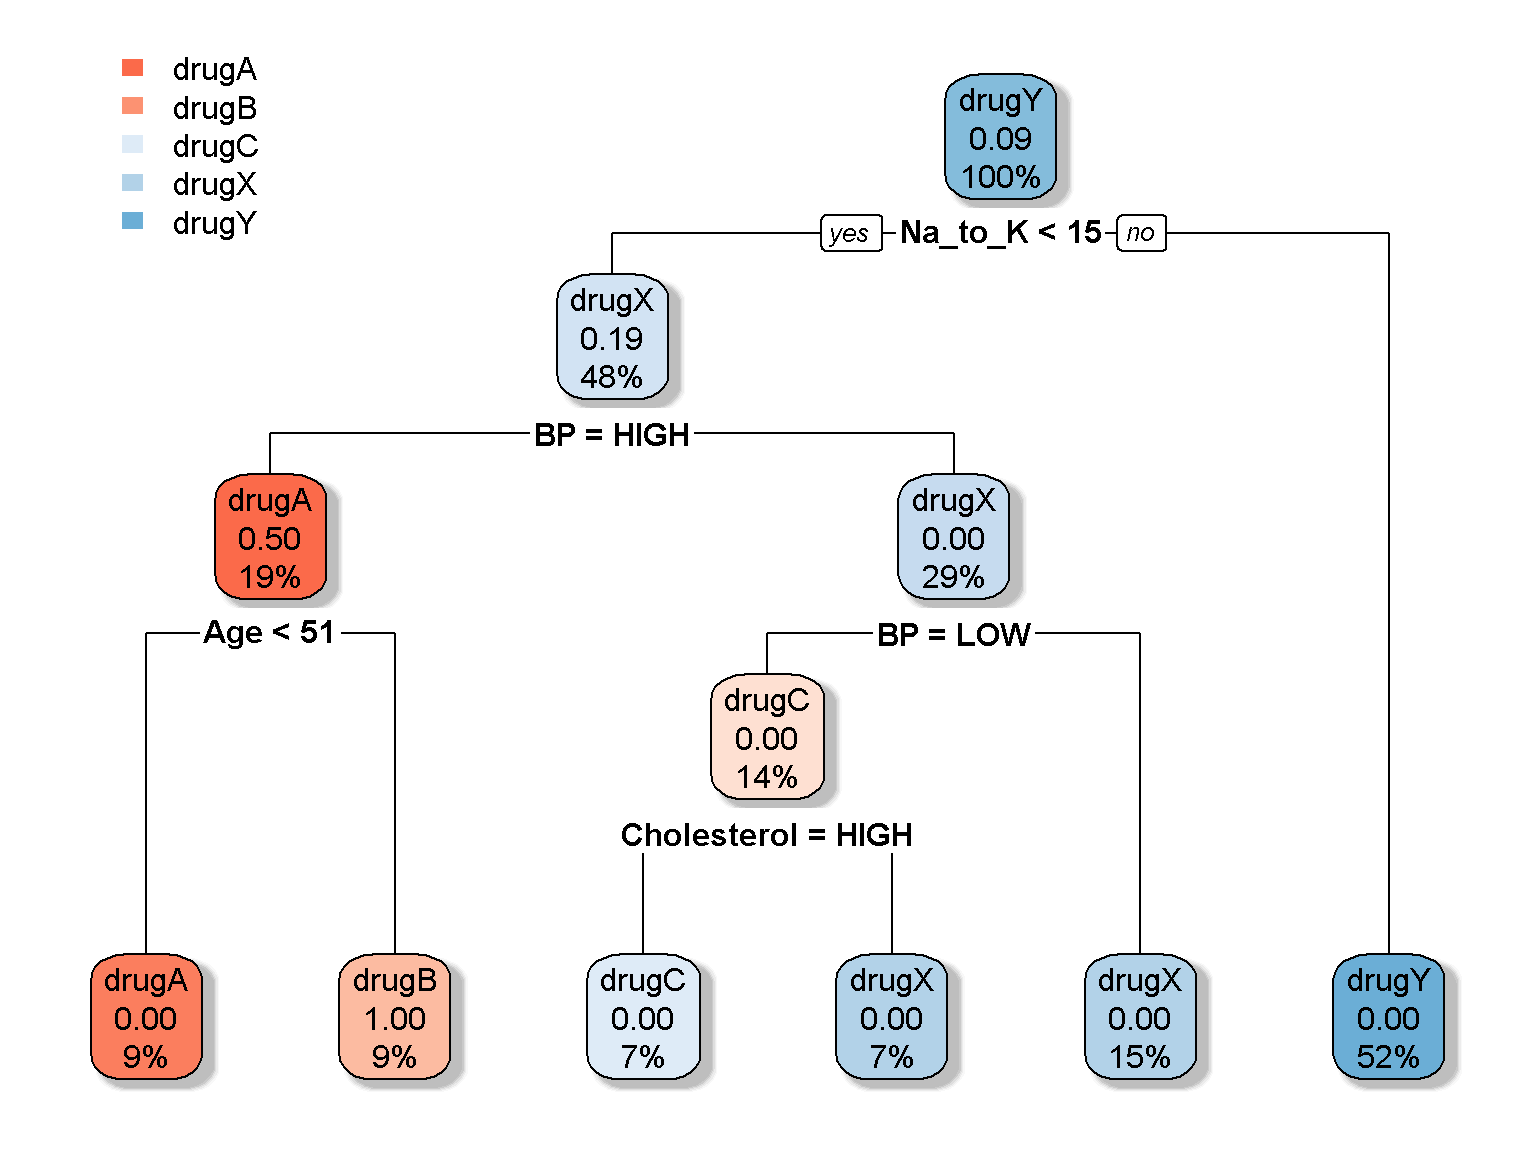 drugA
drugB
drugC
drugX
drugY
drugY
0.09
100%
yes Na_to_K < 15 no
drugX
0.19
48%
BP = HIGH
drugA
0.50
19%
drugX
0.00
29%
Age < 51
BP = LOW
drugC
0.00
14%
Cholesterol = HIGH
drugA
0.00
9%
drugB
1.00
9%
drugC
0.00
7%
drugX
0.00
7%
drugX
0.00
15%
drugY
0.00
52%